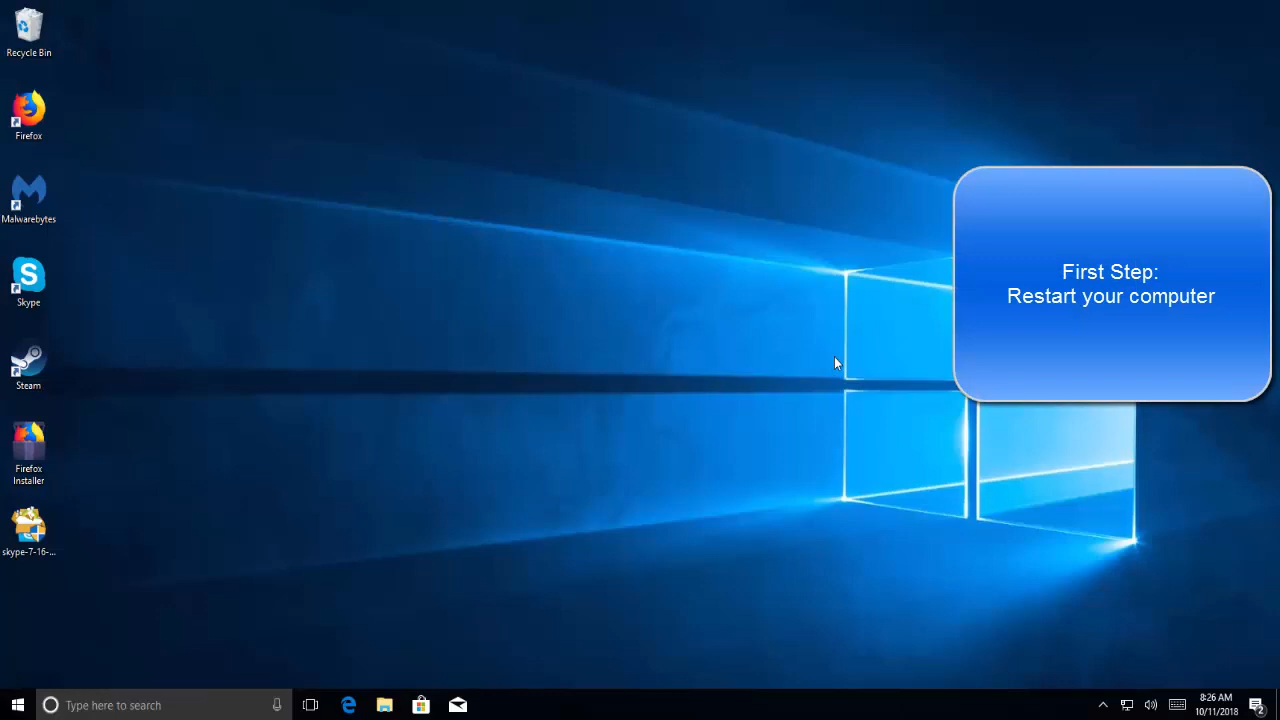 Recycle Bin
Firefox
Malwarebytes
Skype
Steam
Firefox
Installer
skype-7-16-...
First Step:
Restart your computer
Type here to search
8:26 AM
10/11/2018
2